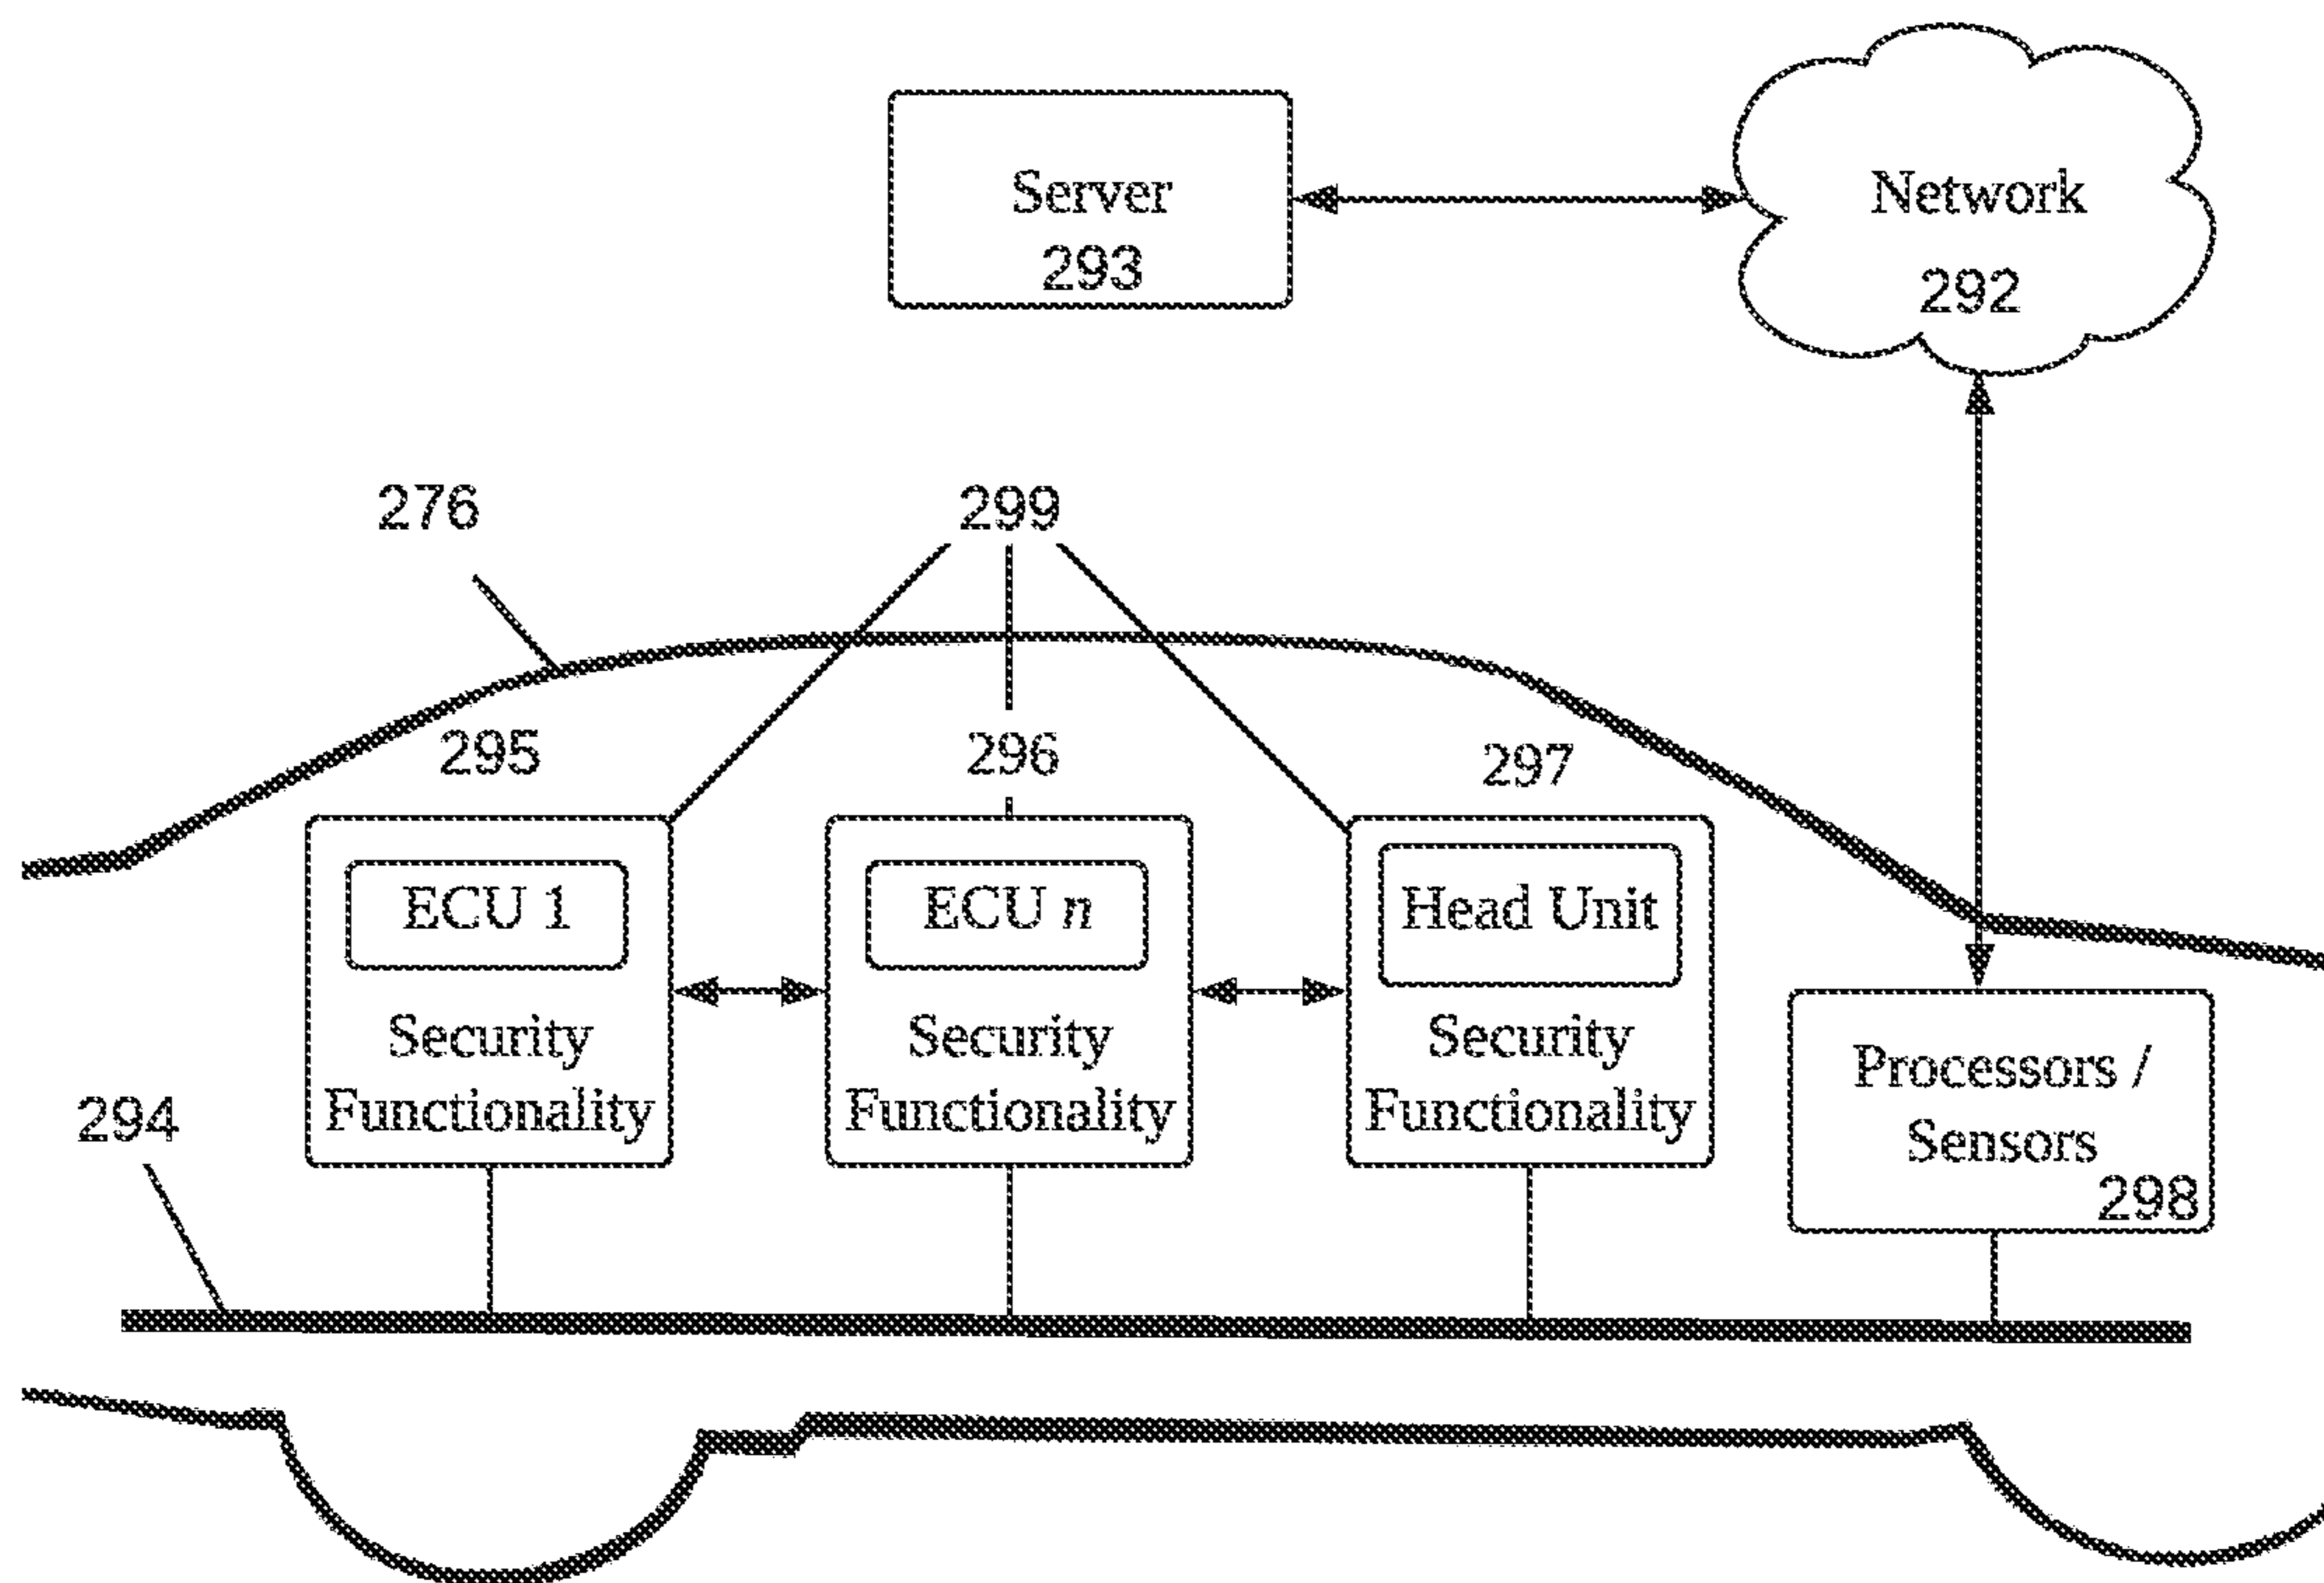 Server
293
Network
292
276
299
295
296
297
ECU 1
Security
Functionality
ECU n
Security
Functionality
Head Unit
Security
Functionality
Processors /
Sensors
298
294